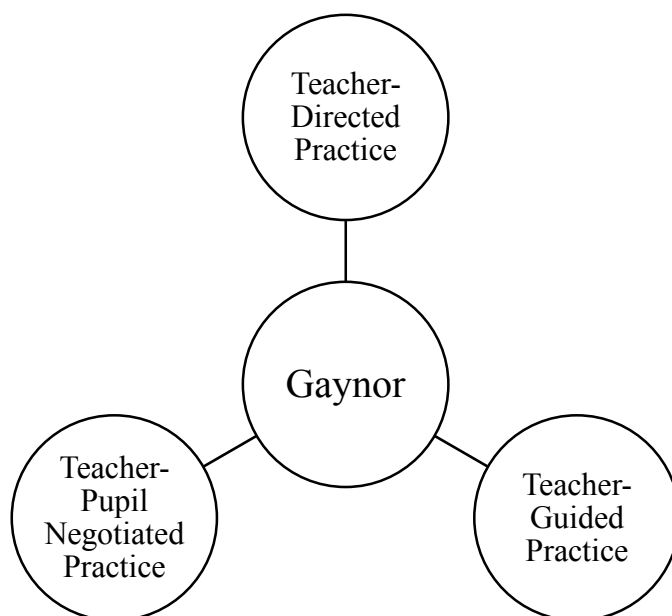 Teacher-
Directed
Practice
Gaynor
Teacher-
Pupil
Negotiated
Practice
Teacher-
Guided
Practice